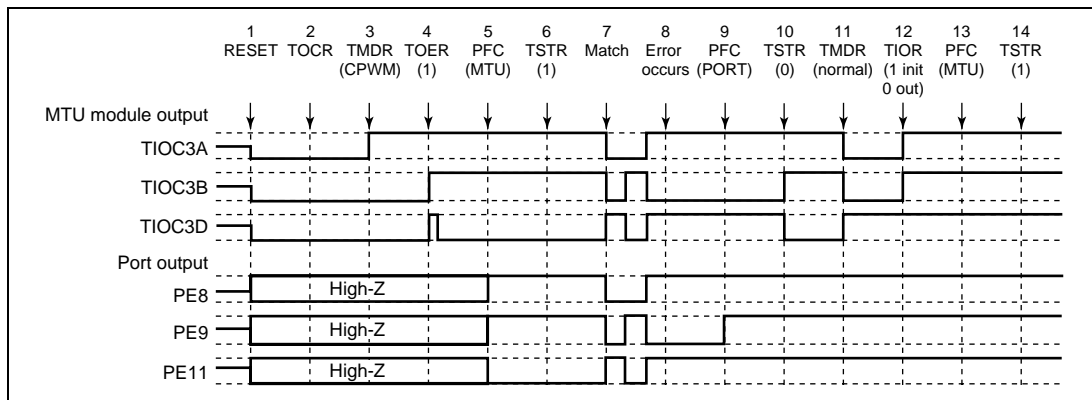 1 2 3 4 5 6 7 8 9 10 11 12 13 14
RESET TOCR TMDR TOER PFC TSTR Match Error PFC TSTR TMDR TIOR PFC TSTR
(CPWM) (1) (MTU) (1) occurs (PORT) (0) (normal) (1 init (MTU) (1)
0 out)
MTU module output
TIOC3A
TIOC3B
TIOC3D
Port output
PE8 High-Z
PE9 High-Z
PE11 High-Z